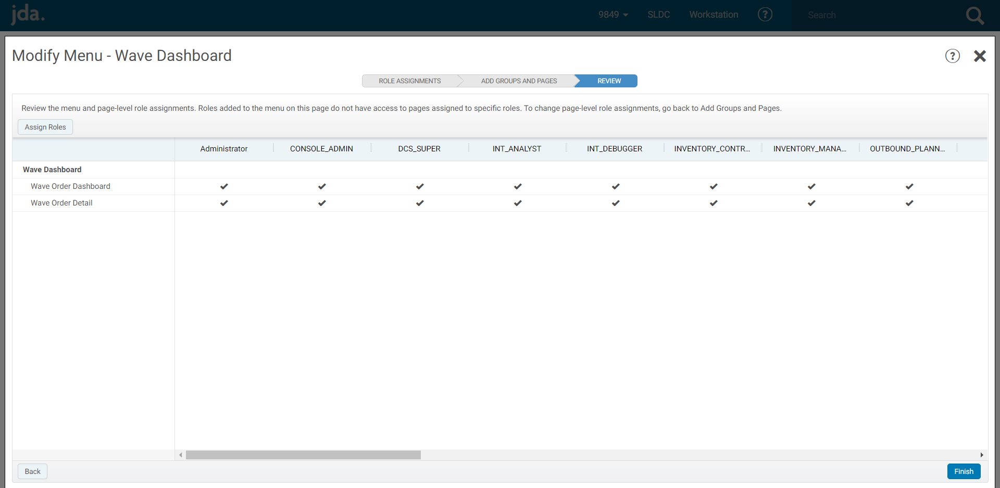 jda.
9849 SLDC Workstation ? Search
Modify Menu - Wave Dashboard
?
ROLE ASSIGNMENTS ADD GROUPS AND PAGES REVIEW
Review the menu and page-level role assignments. Roles added to the menu on this page do not have access to pages assigned to specific roles. To change page-level role assignments, go back to Add Groups and Pages.
Assign Roles
Administrator CONSOLE_ADMIN DCS_SUPER INT_ANALYST INT_DEBUGGER INVENTORY_CONTR... INVENTORY_MANA... OUTBOUND_PLANN...
Wave Dashboard
Wave Order Dashboard
Wave Order Detail
Back Finish